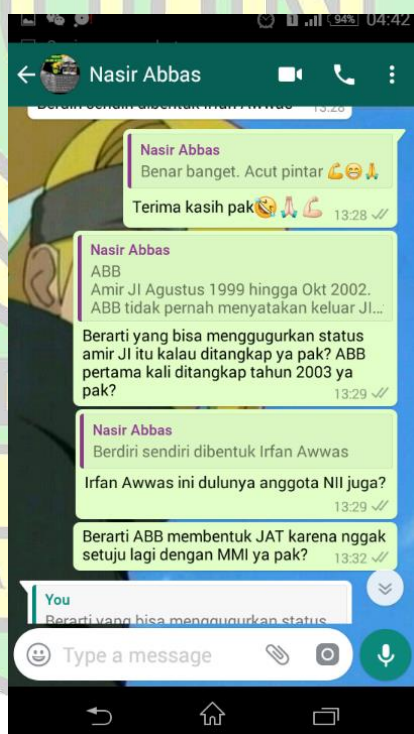 94% 04:42
Nasir Abbas
Berdiri sendiri dibentuk Irfan Awwas 13:28
Nasir Abbas
Benar banget. Acut pintar 💪😁🙏
Terima kasih pak🤣🙏💪 13:28
Nasir Abbas
ABB
Amir JI Agustus 1999 hingga Okt 2002.
ABB tidak pernah menyatakan keluar JI...
Berarti yang bisa menggugurkan status
amir JI itu kalau ditangkap ya pak? ABB
pertama kali ditangkap tahun 2003 ya
pak? 13:29
Nasir Abbas
Berdiri sendiri dibentuk Irfan Awwas
Irfan Awwas ini dulunya anggota NII juga?
13:29
Berarti ABB membentuk JAT karena nggak
setuju lagi dengan MMI ya pak? 13:32
You
Berarti yang bisa menggugurkan status
Type a message